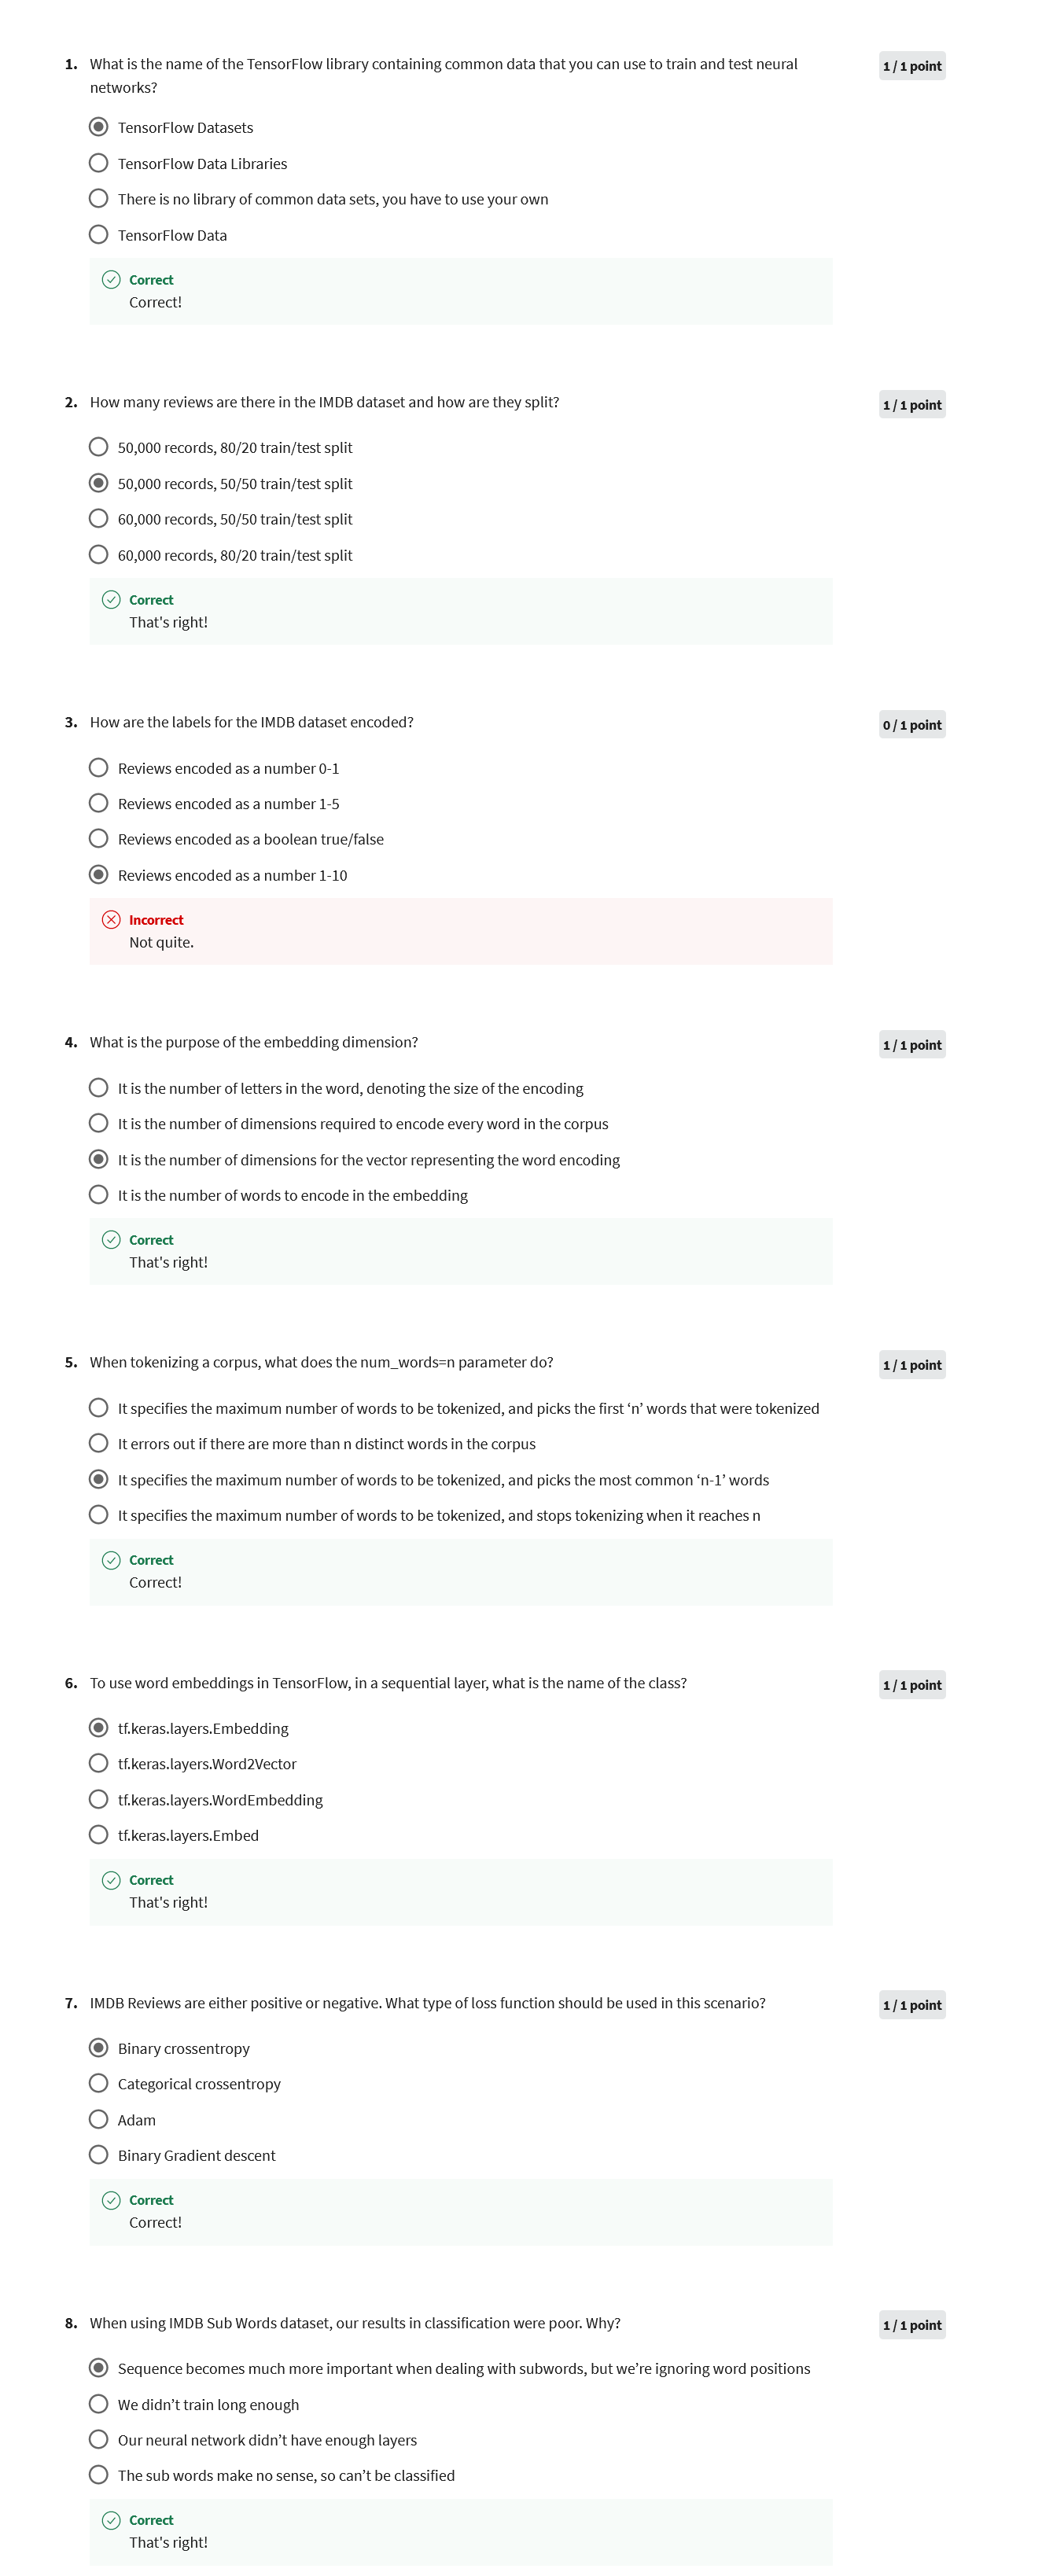 1. What is the name of the TensorFlow library containing common data that you can use to train and test neural
networks?
1 / 1 point
TensorFlow Datasets
TensorFlow Data Libraries
There is no library of common data sets, you have to use your own
TensorFlow Data
Correct
Correct!
2. How many reviews are there in the IMDB dataset and how are they split?
1 / 1 point
50,000 records, 80/20 train/test split
50,000 records, 50/50 train/test split
60,000 records, 50/50 train/test split
60,000 records, 80/20 train/test split
Correct
That's right!
3. How are the labels for the IMDB dataset encoded?
0 / 1 point
Reviews encoded as a number 0-1
Reviews encoded as a number 1-5
Reviews encoded as a boolean true/false
Reviews encoded as a number 1-10
Incorrect
Not quite.
4. What is the purpose of the embedding dimension?
1 / 1 point
It is the number of letters in the word, denoting the size of the encoding
It is the number of dimensions required to encode every word in the corpus
It is the number of dimensions for the vector representing the word encoding
It is the number of words to encode in the embedding
Correct
That's right!
5. When tokenizing a corpus, what does the num_words=n parameter do?
1 / 1 point
It specifies the maximum number of words to be tokenized, and picks the first ‘n’ words that were tokenized
It errors out if there are more than n distinct words in the corpus
It specifies the maximum number of words to be tokenized, and picks the most common ‘n-1’ words
It specifies the maximum number of words to be tokenized, and stops tokenizing when it reaches n
Correct
Correct!
6. To use word embeddings in TensorFlow, in a sequential layer, what is the name of the class?
1 / 1 point
tf.keras.layers.Embedding
tf.keras.layers.Word2Vector
tf.keras.layers.WordEmbedding
tf.keras.layers.Embed
Correct
That's right!
7. IMDB Reviews are either positive or negative. What type of loss function should be used in this scenario?
1 / 1 point
Binary crossentropy
Categorical crossentropy
Adam
Binary Gradient descent
Correct
Correct!
8. When using IMDB Sub Words dataset, our results in classification were poor. Why?
1 / 1 point
Sequence becomes much more important when dealing with subwords, but we’re ignoring word positions
We didn’t train long enough
Our neural network didn’t have enough layers
The sub words make no sense, so can’t be classified
Correct
That's right!